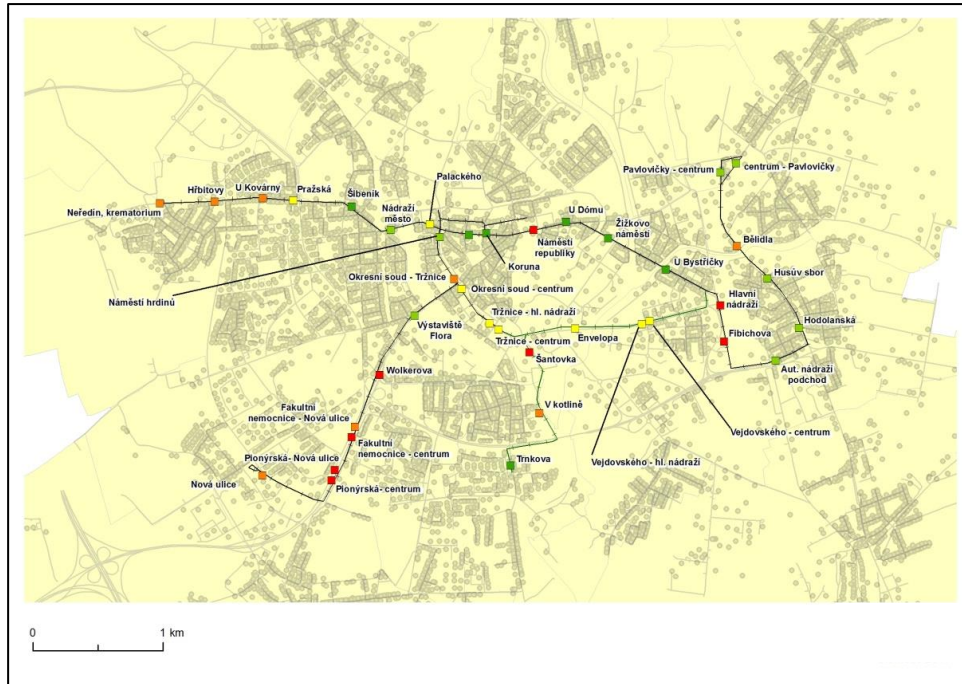 Pavlovičky - centrum
centrum - Pavlovičky
Palackého
Hřbitovy
U Kovárny
Pražská
Šibeník
Neředín, krematorium
Nádraží
město
U Dómu
Žižkovo
náměstí
Náměstí
republiky
Koruna
U Bystřičky
Bělidla
Husův sbor
Okresní soud - Tržnice
Okresní soud - centrum
Náměstí hrdinů
Hlavní
nádraží
Tržnice - hl. nádraží
Výstaviště
Flora
Tržnice - centrum
Envelopa
Fibichova
Hodolanská
Šantovka
Aut. nádraží
podchod
Wolkerova
V kotlině
Fakultní
nemocnice - Nová ulice
Fakultní
nemocnice - centrum
Vejdovského - centrum
Pionýrská- Nová ulice
Vejdovského - hl. nádraží
Trnkova
Nová ulice
Pionýrská- centrum
0 1 km